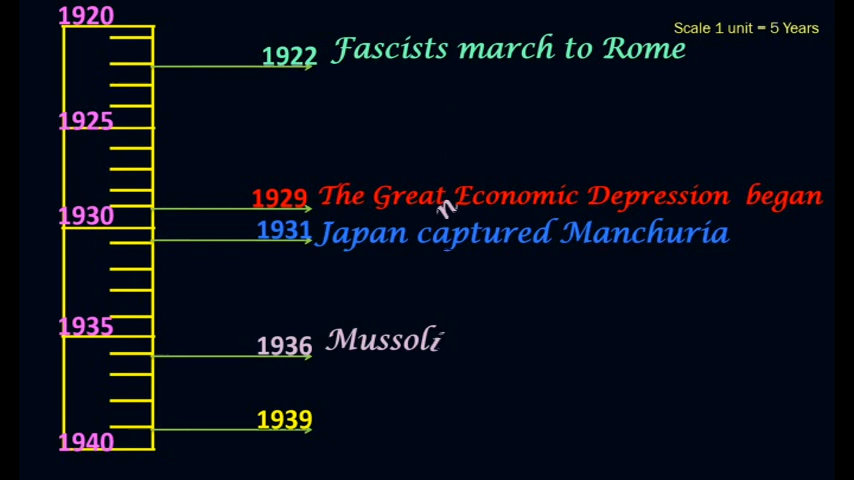 1920
Scale 1 unit = 5 Years
1922 Fascists march to Rome
1925
1929 The Great Economic Depression began
n
1930
1931 Japan captured Manchuria
1935
1936 Mussoli
1939
1940